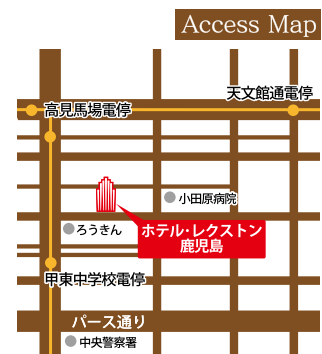 Access Map
天文館通電停
高見馬場電停
小田原病院
ろうきん
ホテル・レクストン
鹿児島
甲東中学校電停
パース通り
中央警察署